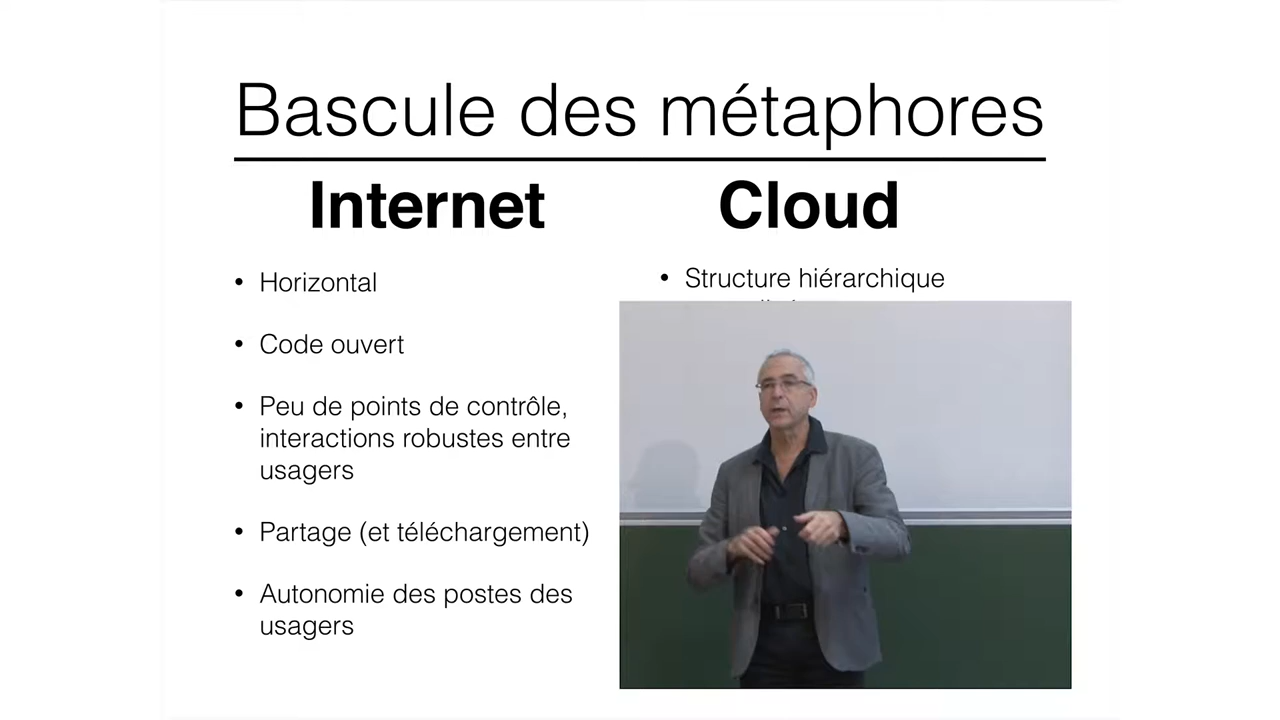 Bascule des métaphores
Internet
• Horizontal
• Code ouvert
• Peu de points de contrôle,
interactions robustes entre
usagers
• Partage (et téléchargement)
• Autonomie des postes des
usagers
Cloud
• Structure hiérarchique